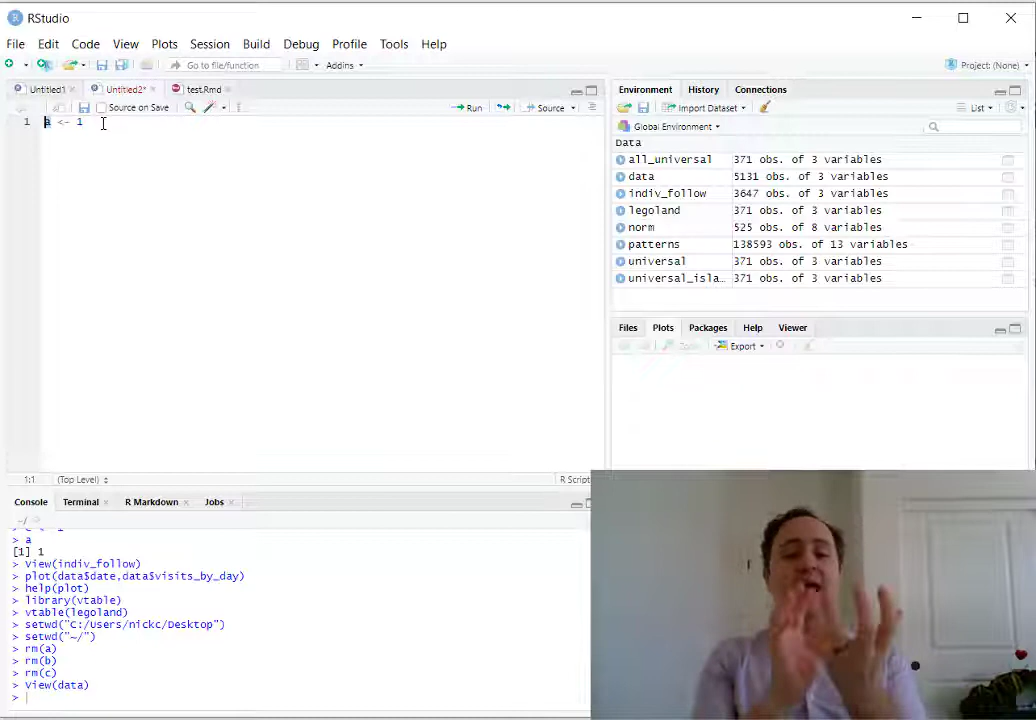 RStudio
File Edit Code View Plots Session Build Debug Profile Tools Help
Go to file/function Addins Project: (None)
Untitled1 Untitled2* test.Rmd
Source on Save Run Source
1 a <- 1
1:1 (Top Level) R Script
Console Terminal R Markdown Jobs
~/
> a
[1] 1
> View(indiv_follow)
> plot(data$date,data$visits_by_day)
> help(plot)
> library(vtable)
> vtable(legoland)
> setwd("C:/Users/nickc/Desktop")
> setwd("~/")
> rm(a)
> rm(b)
> rm(c)
> View(data)
>
Environment History Connections
Import Dataset List
Global Environment
Data
all_universal 371 obs. of 3 variables
data 5131 obs. of 3 variables
indiv_follow 3647 obs. of 3 variables
legoland 371 obs. of 3 variables
norm 525 obs. of 8 variables
patterns 138593 obs. of 13 variables
universal 371 obs. of 3 variables
universal_isla… 371 obs. of 3 variables
Files Plots Packages Help Viewer
Zoom Export